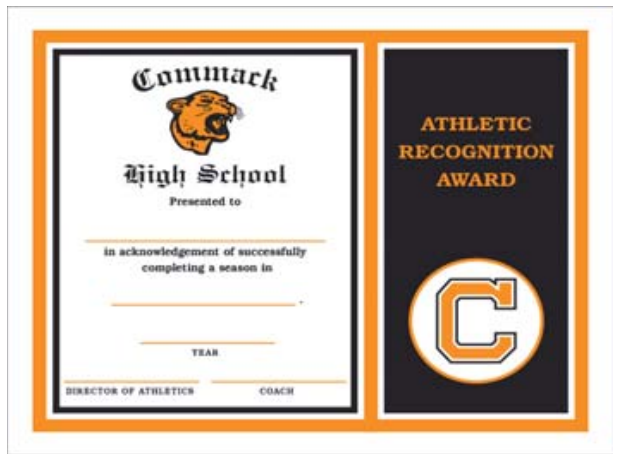 Commack
High School
Presented to
in acknowledgement of successfully
completing a season in
.
YEAR
DIRECTOR OF ATHLETICS COACH
ATHLETIC
RECOGNITION
AWARD
C